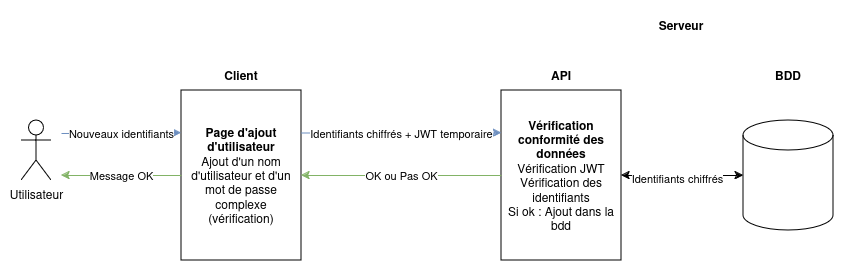 Serveur
Client
API
BDD
Utilisateur
Nouveaux identifiants
Message OK
Page d'ajout
d'utilisateur
Ajout d'un nom
d'utilisateur et d'un
mot de passe
complexe
(vérification)
Identifiants chiffrés + JWT temporaire
OK ou Pas OK
Vérification
conformité des
données
Vérification JWT
Vérification des
identifiants
Si ok : Ajout dans la
bdd
Identifiants chiffrés